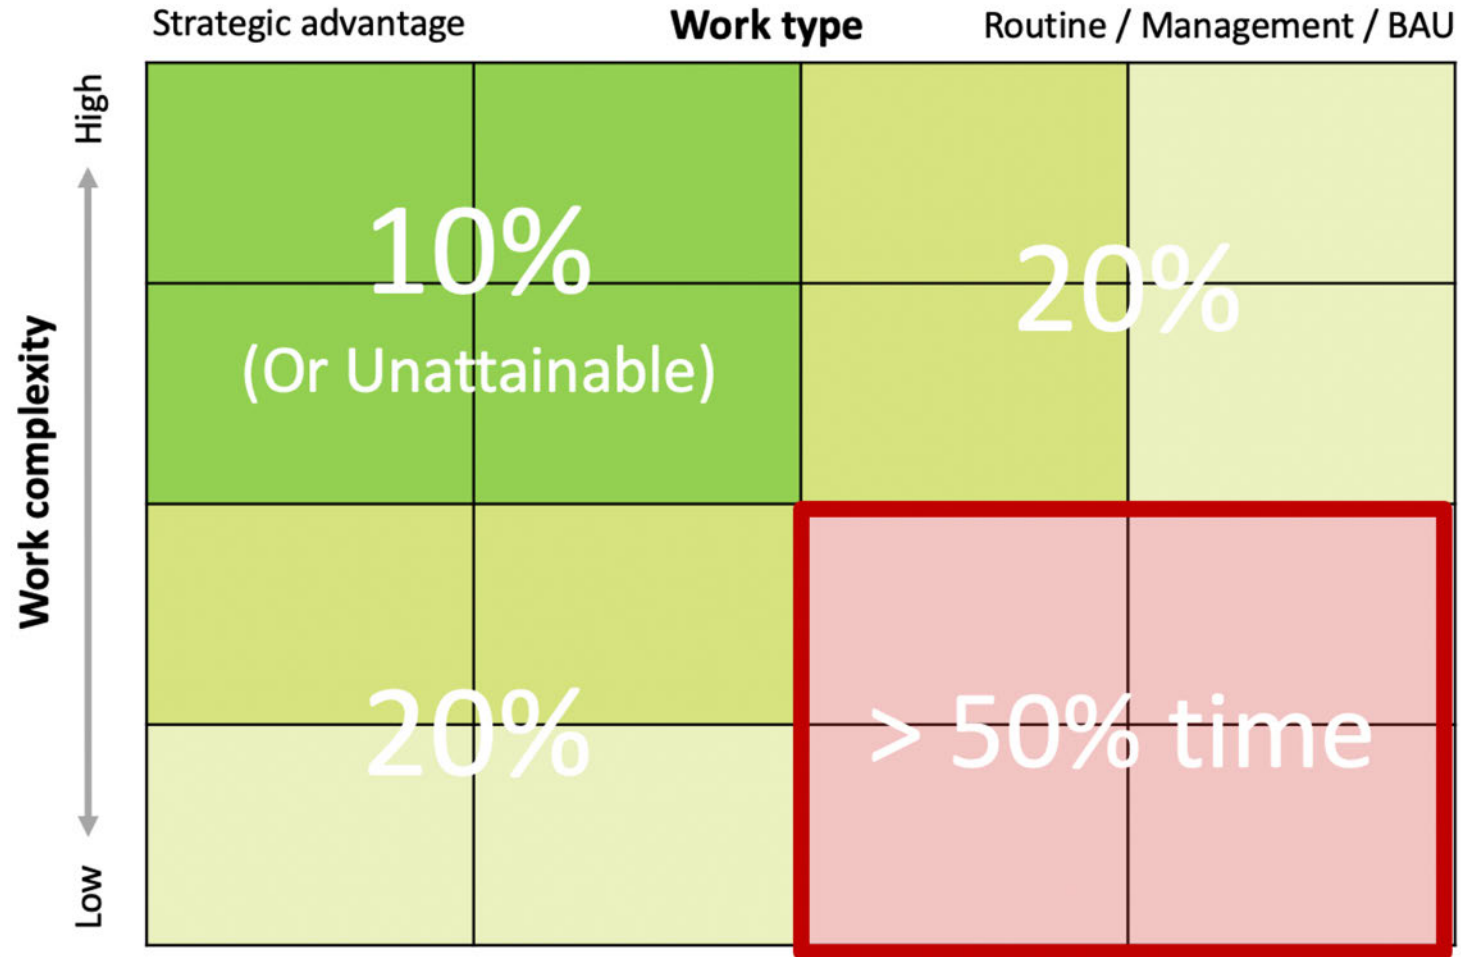 Strategic advantage
Work type
Routine / Management / BAU
High
Work complexity
Low
10%
(Or Unattainable)
20%
20%
> 50% time